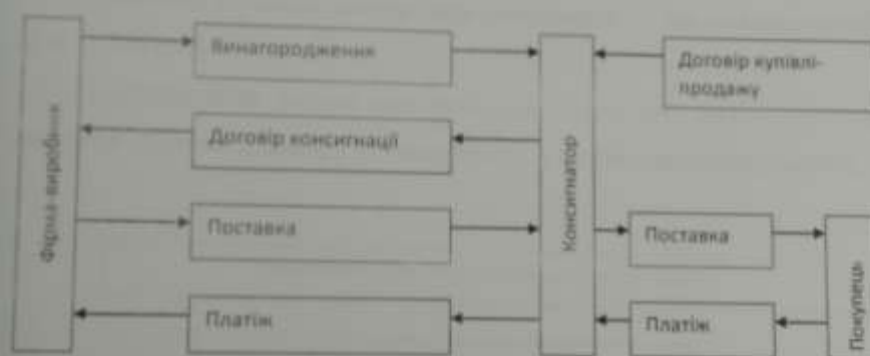 Фірма-виробник
Винагородження
Договір консигнації
Поставка
Платіж
Консигнатор
Договір купівлі-
продажу
Поставка
Платіж
Покупець